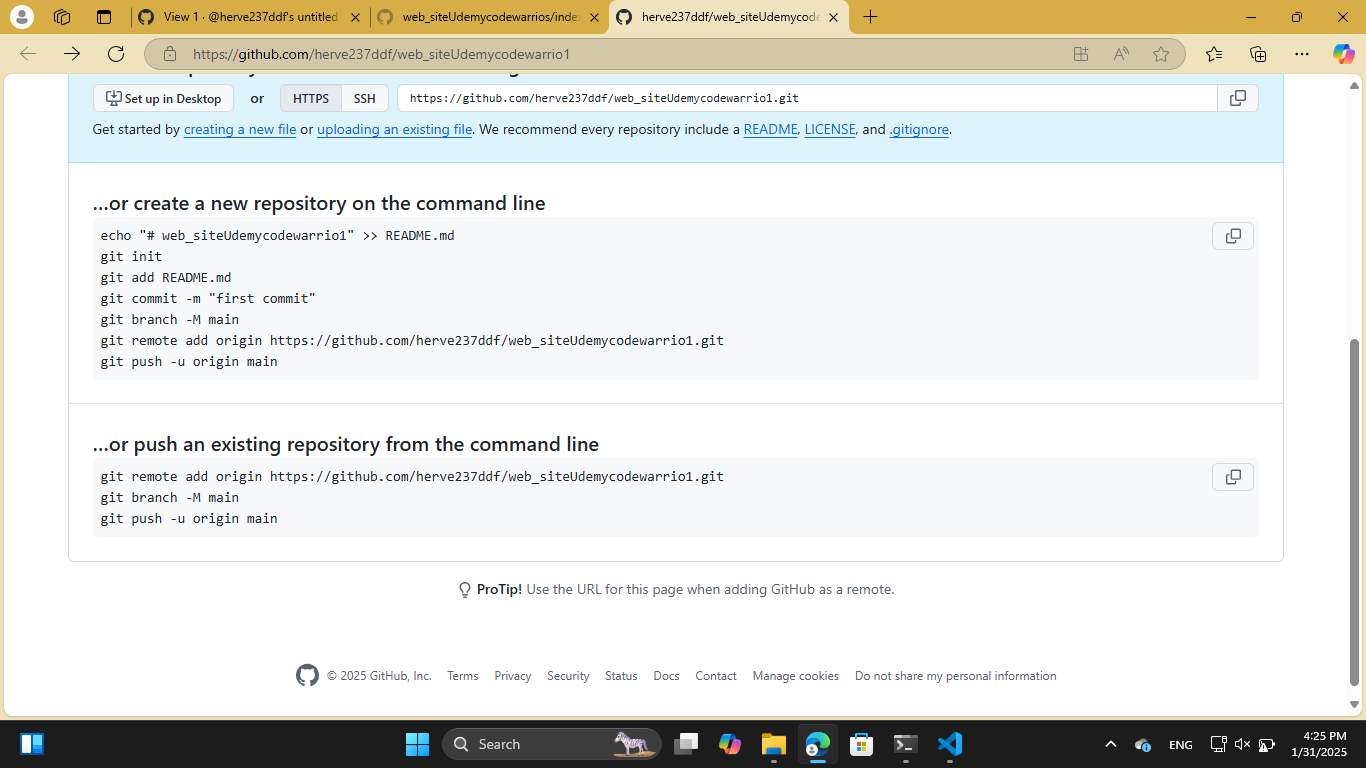 View 1 · @herve237ddf's untitled
web_siteUdemycodewarrios/index
herve237ddf/web_siteUdemycode
https://github.com/herve237ddf/web_siteUdemycodewarrio1
Set up in Desktop or HTTPS SSH https://github.com/herve237ddf/web_siteUdemycodewarrio1.git
Get started by creating a new file or uploading an existing file. We recommend every repository include a README, LICENSE, and .gitignore.
…or create a new repository on the command line
echo "# web_siteUdemycodewarrio1" >> README.md
git init
git add README.md
git commit -m "first commit"
git branch -M main
git remote add origin https://github.com/herve237ddf/web_siteUdemycodewarrio1.git
git push -u origin main
…or push an existing repository from the command line
git remote add origin https://github.com/herve237ddf/web_siteUdemycodewarrio1.git
git branch -M main
git push -u origin main
ProTip! Use the URL for this page when adding GitHub as a remote.
© 2025 GitHub, Inc. Terms Privacy Security Status Docs Contact Manage cookies Do not share my personal information
Search
ENG
4:25 PM
1/31/2025